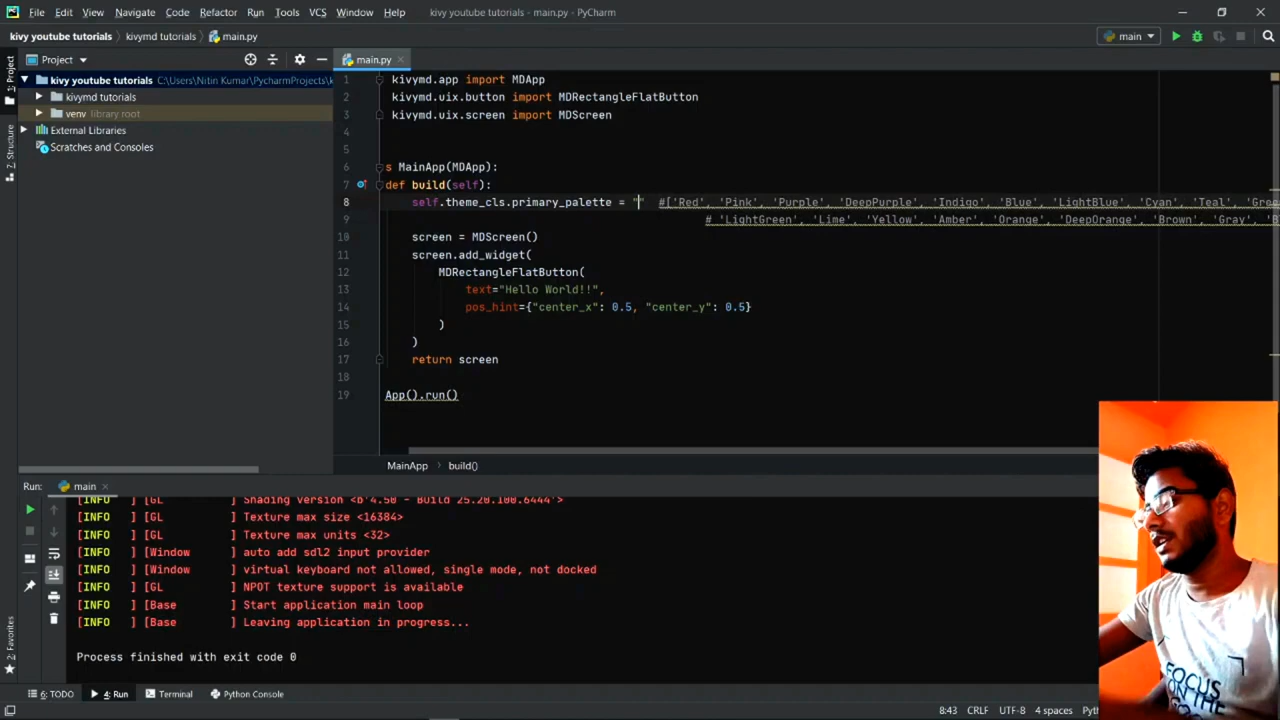 File Edit View Navigate Code Refactor Run Tools VCS Window Help kivy youtube tutorials - main.py - PyCharm
kivy youtube tutorials kivymd tutorials main.py main
Project main.py
1: Project
kivy youtube tutorials C:\Users\Nitin Kumar\PycharmProjects\k
kivymd tutorials
venv library root
External Libraries
Scratches and Consoles
7: Structure
1 kivymd.app import MDApp
2 kivymd.uix.button import MDRectangleFlatButton
3 kivymd.uix.screen import MDScreen
4
5
6 s MainApp(MDApp):
7 def build(self):
8 self.theme_cls.primary_palette = "" #['Red', 'Pink', 'Purple', 'DeepPurple', 'Indigo', 'Blue', 'LightBlue', 'Cyan', 'Teal', 'Gree
9 # 'LightGreen', 'Lime', 'Yellow', 'Amber', 'Orange', 'DeepOrange', 'Brown', 'Gray', 'B
10 screen = MDScreen()
11 screen.add_widget(
12 MDRectangleFlatButton(
13 text="Hello World!!",
14 pos_hint={"center_x": 0.5, "center_y": 0.5}
15 )
16 )
17 return screen
18
19 App().run()
MainApp build()
Run: main
[INFO ] [GL ] Shading version <b'4.50 - Build 25.20.100.6444'>
[INFO ] [GL ] Texture max size <16384>
[INFO ] [GL ] Texture max units <32>
[INFO ] [Window ] auto add sdl2 input provider
[INFO ] [Window ] virtual keyboard not allowed, single mode, not docked
[INFO ] [GL ] NPOT texture support is available
[INFO ] [Base ] Start application main loop
[INFO ] [Base ] Leaving application in progress...
Process finished with exit code 0
2: Favorites
6: TODO 4: Run Terminal Python Console
8:43 CRLF UTF-8 4 spaces Pyt
FOCUS
ON THE